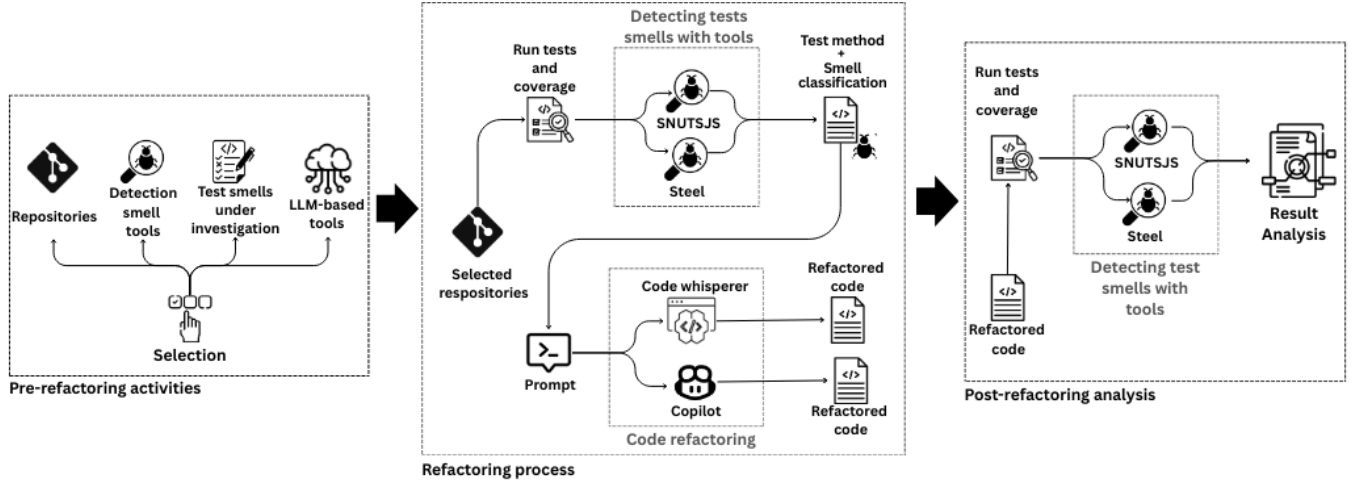 Repositories
Detection
smell
tools
Test smells
under
investigation
LLM-based
tools
Selection
Pre-refactoring activities
Detecting tests
smells with tools
Run tests
and
coverage
SNUTSJS
Steel
Test method
+
Smell
classification
Selected
respositories
Prompt
Code whisperer
Copilot
Code refactoring
Refactored
code
Refactored
code
Refactoring process
Run tests
and
coverage
SNUTSJS
Steel
Detecting test
smells with
tools
Refactored
code
Result
Analysis
Post-refactoring analysis